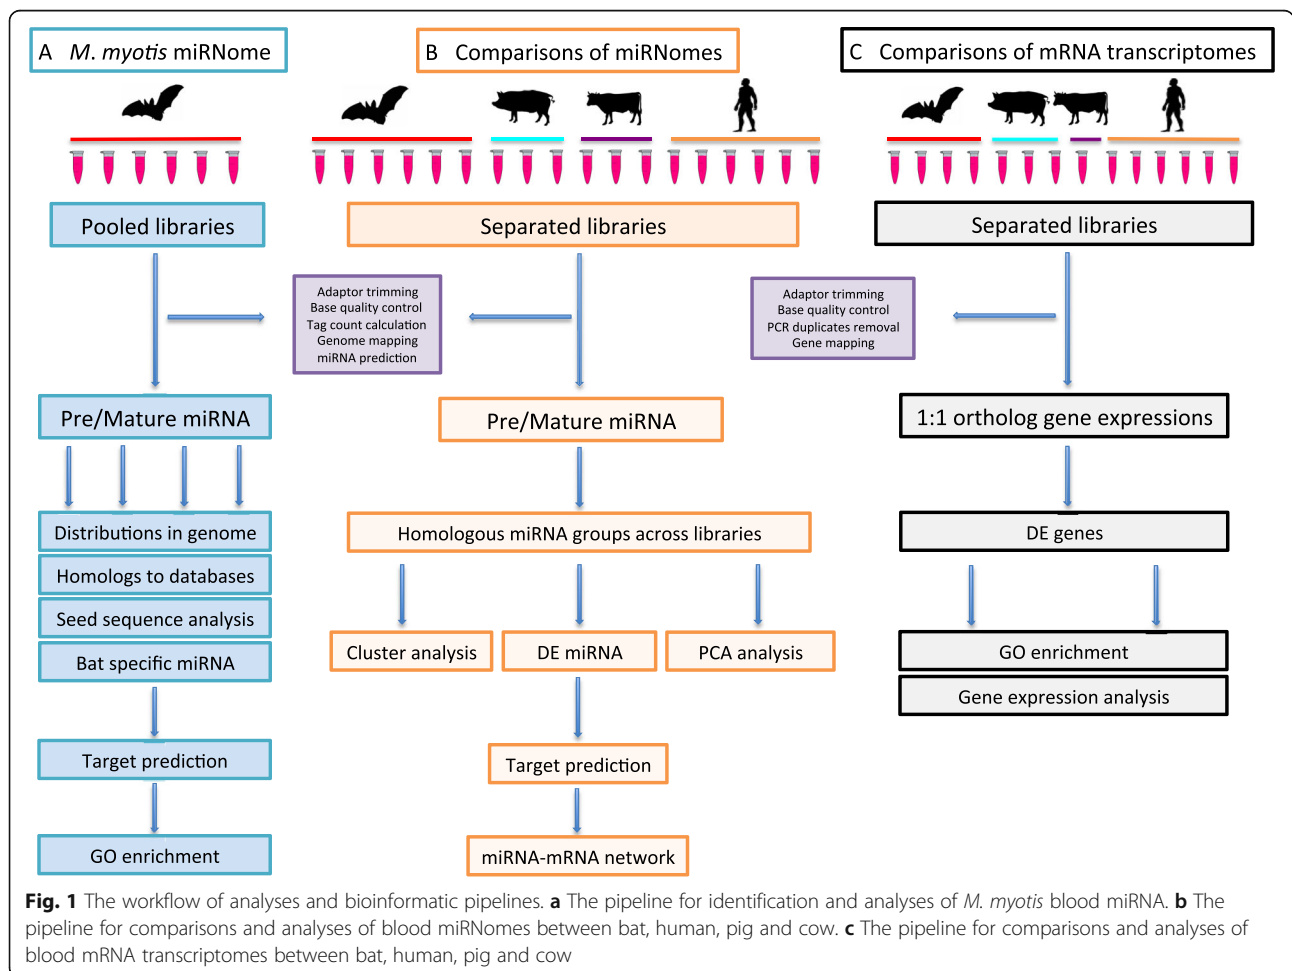 A M. myotis miRNome
Pooled libraries
Pre/Mature miRNA
Distributions in genome
Homologs to databases
Seed sequence analysis
Bat specific miRNA
Target prediction
GO enrichment
B Comparisons of miRNomes
Separated libraries
Adaptor trimming
Base quality control
Tag count calculation
Genome mapping
miRNA prediction
Pre/Mature miRNA
Homologous miRNA groups across libraries
Cluster analysis
DE miRNA
PCA analysis
Target prediction
miRNA-mRNA network
C Comparisons of mRNA transcriptomes
Separated libraries
Adaptor trimming
Base quality control
PCR duplicates removal
Gene mapping
1:1 ortholog gene expressions
DE genes
GO enrichment
Gene expression analysis
Fig. 1 The workflow of analyses and bioinformatic pipelines. a The pipeline for identification and analyses of M. myotis blood miRNA. b The
pipeline for comparisons and analyses of blood miRNomes between bat, human, pig and cow. c The pipeline for comparisons and analyses of
blood mRNA transcriptomes between bat, human, pig and cow